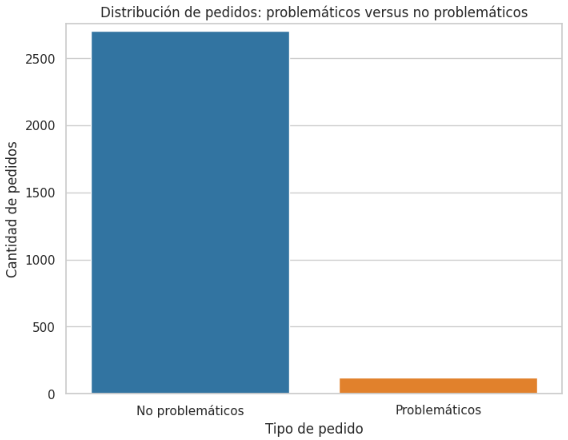 Distribución de pedidos: problemáticos versus no problemáticos
Cantidad de pedidos
2500
2000
1500
1000
500
0
No problemáticos
Problemáticos
Tipo de pedido